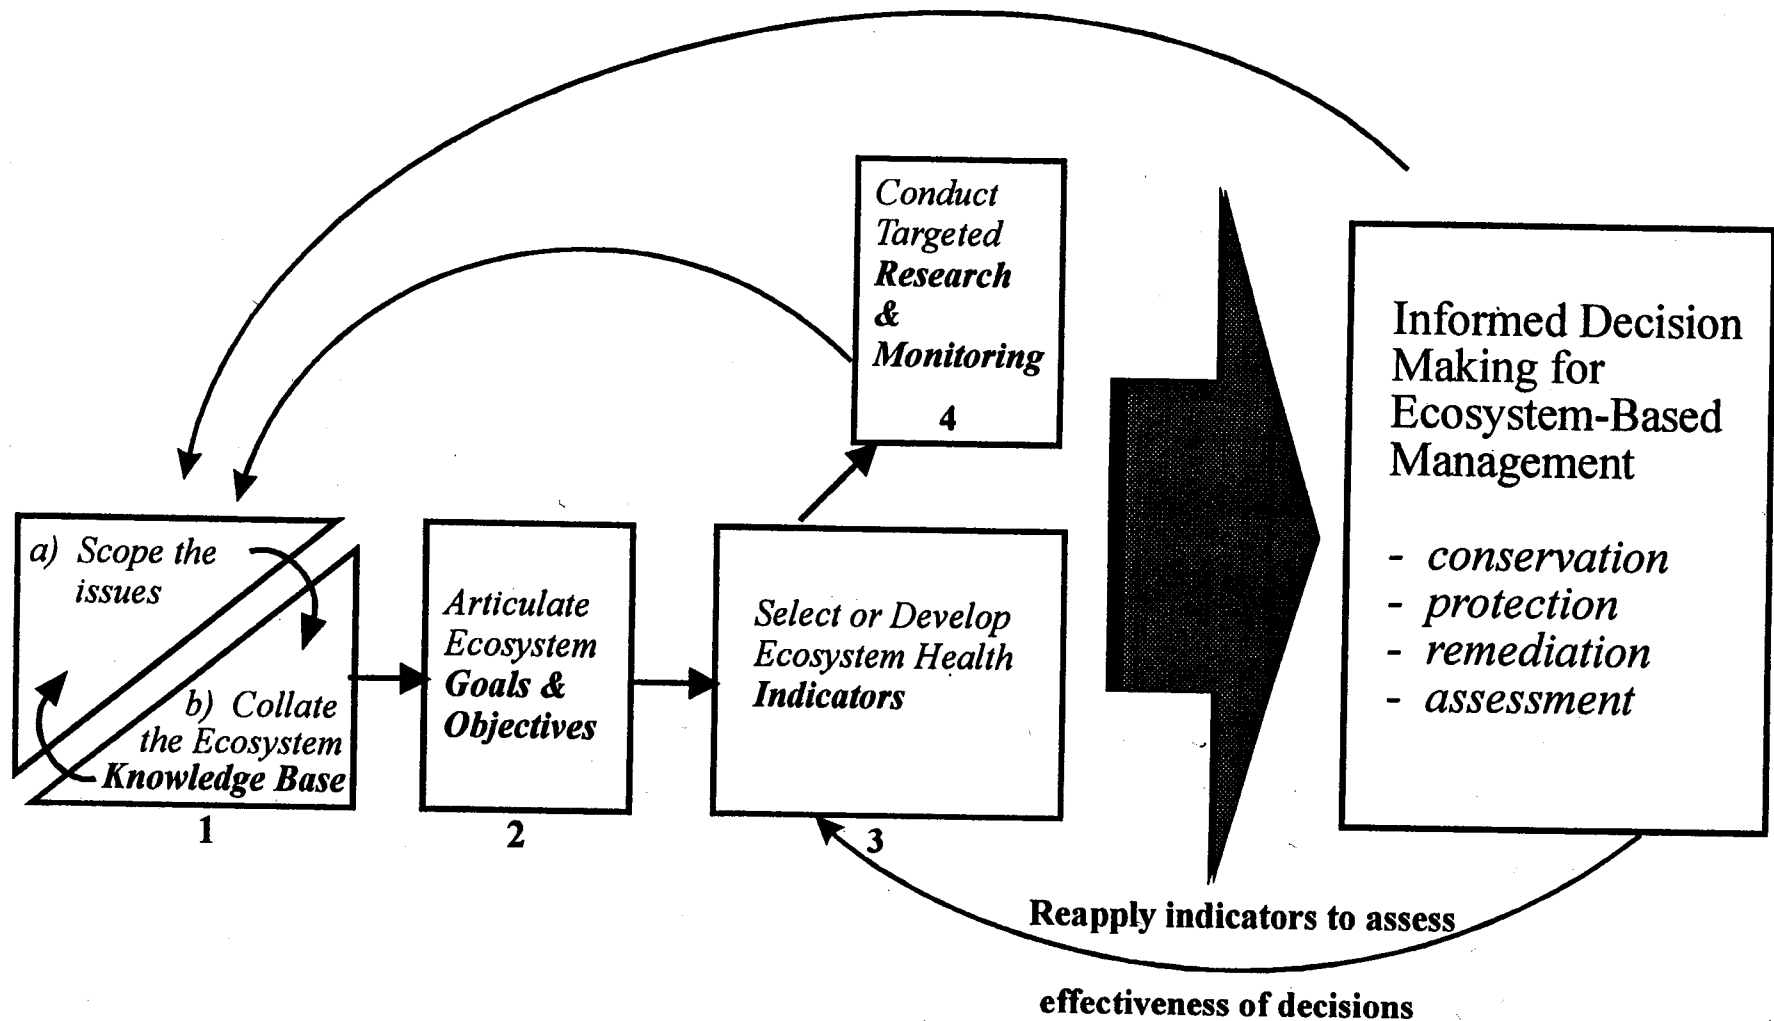 Conduct
Targeted
Research
&
Monitoring
4
a) Scope the
issues
b) Collate
the Ecosystem
Knowledge Base
1
Articulate
Ecosystem
Goals &
Objectives
2
Select or Develop
Ecosystem Health
Indicators
3
Informed Decision
Making for
Ecosystem-Based
Management
- conservation
- protection
- remediation
- assessment
Reapply indicators to assess
effectiveness of decisions